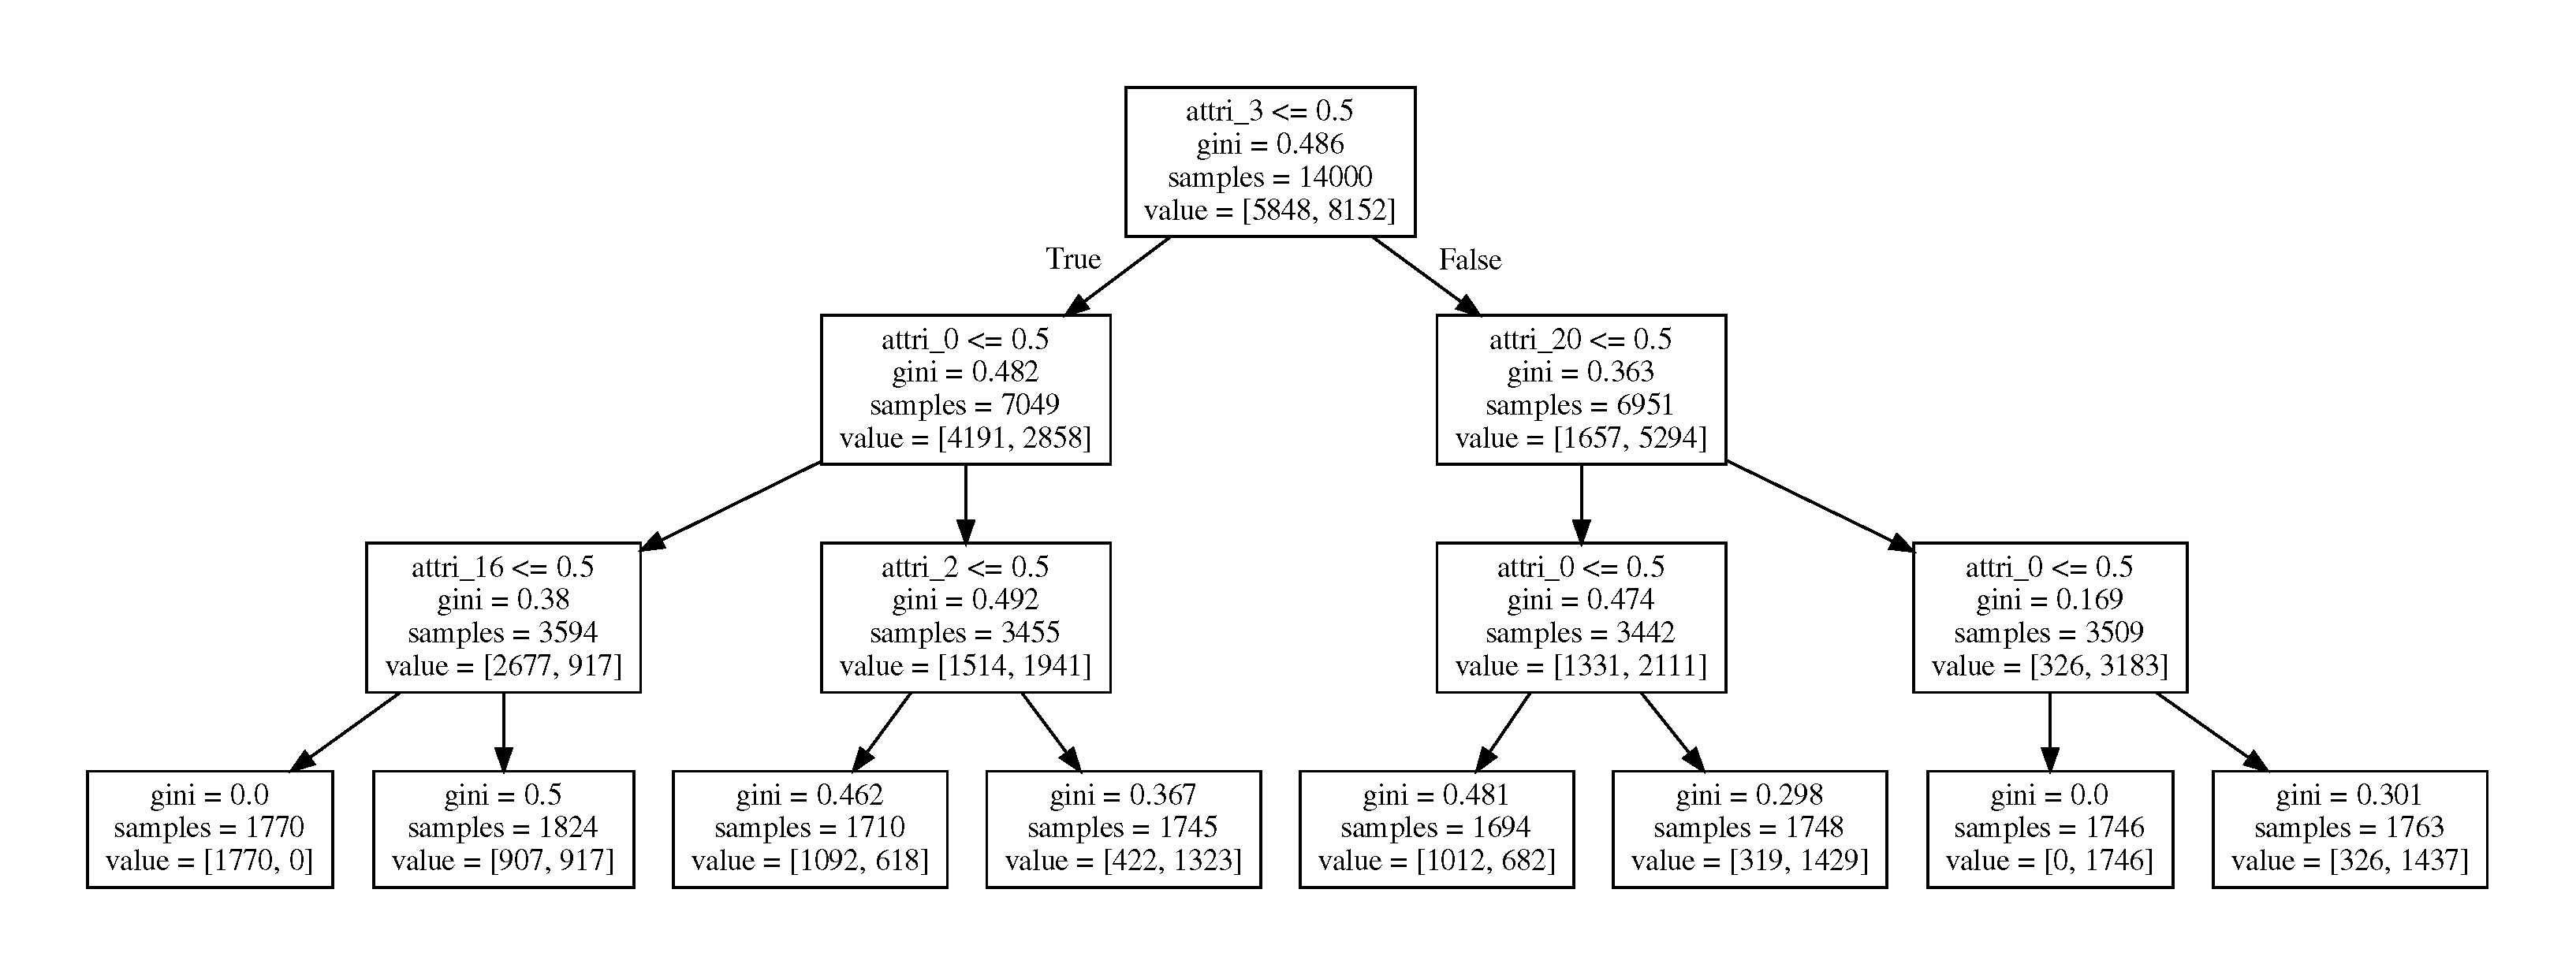 attri_3 <= 0.5
gini = 0.486
samples = 14000
value = [5848, 8152]
True
False
attri_0 <= 0.5
gini = 0.482
samples = 7049
value = [4191, 2858]
attri_20 <= 0.5
gini = 0.363
samples = 6951
value = [1657, 5294]
attri_16 <= 0.5
gini = 0.38
samples = 3594
value = [2677, 917]
attri_2 <= 0.5
gini = 0.492
samples = 3455
value = [1514, 1941]
attri_0 <= 0.5
gini = 0.474
samples = 3442
value = [1331, 2111]
attri_0 <= 0.5
gini = 0.169
samples = 3509
value = [326, 3183]
gini = 0.0
samples = 1770
value = [1770, 0]
gini = 0.5
samples = 1824
value = [907, 917]
gini = 0.462
samples = 1710
value = [1092, 618]
gini = 0.367
samples = 1745
value = [422, 1323]
gini = 0.481
samples = 1694
value = [1012, 682]
gini = 0.298
samples = 1748
value = [319, 1429]
gini = 0.0
samples = 1746
value = [0, 1746]
gini = 0.301
samples = 1763
value = [326, 1437]